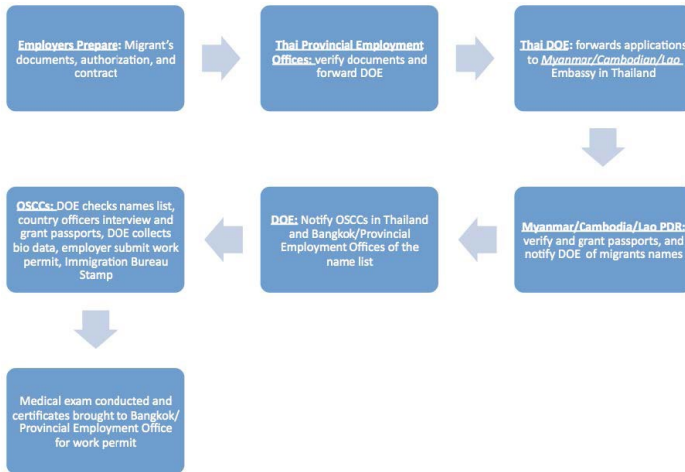 Employers Prepare: Migrant's
documents, authorization, and
contract
Thai Provincial Employment
Offices: verify documents and
forward DOE
Thai DOE: forwards applications
to Myanmar/Cambodian/Lao
Embassy in Thailand
Myanmar/Cambodia/Lao PDR:
verify and grant passports, and
notify DOE of migrants names
DOE: Notify OSCCs in Thailand
and Bangkok/Provincial
Employment Offices of the
name list
OSCCs: DOE checks names list,
country officers interview and
grant passports, DOE collects
bio data, employer submit work
permit, Immigration Bureau
Stamp
Medical exam conducted and
certificates brought to Bangkok/
Provincial Employment Office
for work permit